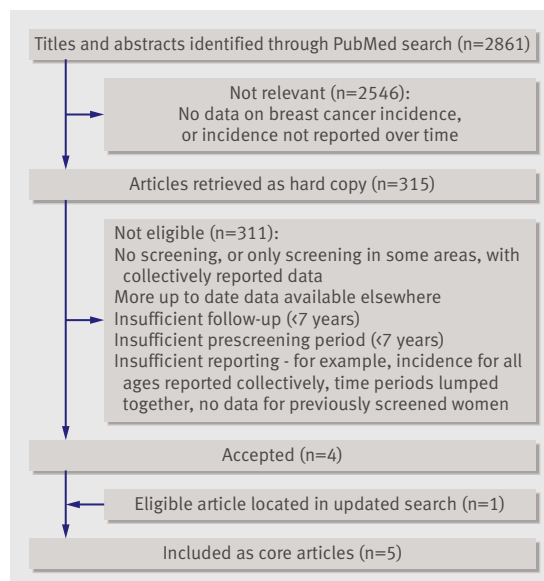 Titles and abstracts identified through PubMed search (n=2861)
Not relevant (n=2546):
No data on breast cancer incidence,
or incidence not reported over time
Articles retrieved as hard copy (n=315)
Not eligible (n=311):
No screening, or only screening in some areas, with
collectively reported data
More up to date data available elsewhere
Insufficient follow-up (<7 years)
Insufficient prescreening period (<7 years)
Insufficient reporting - for example, incidence for all
ages reported collectively, time periods lumped
together, no data for previously screened women
Accepted (n=4)
Eligible article located in updated search (n=1)
Included as core articles (n=5)